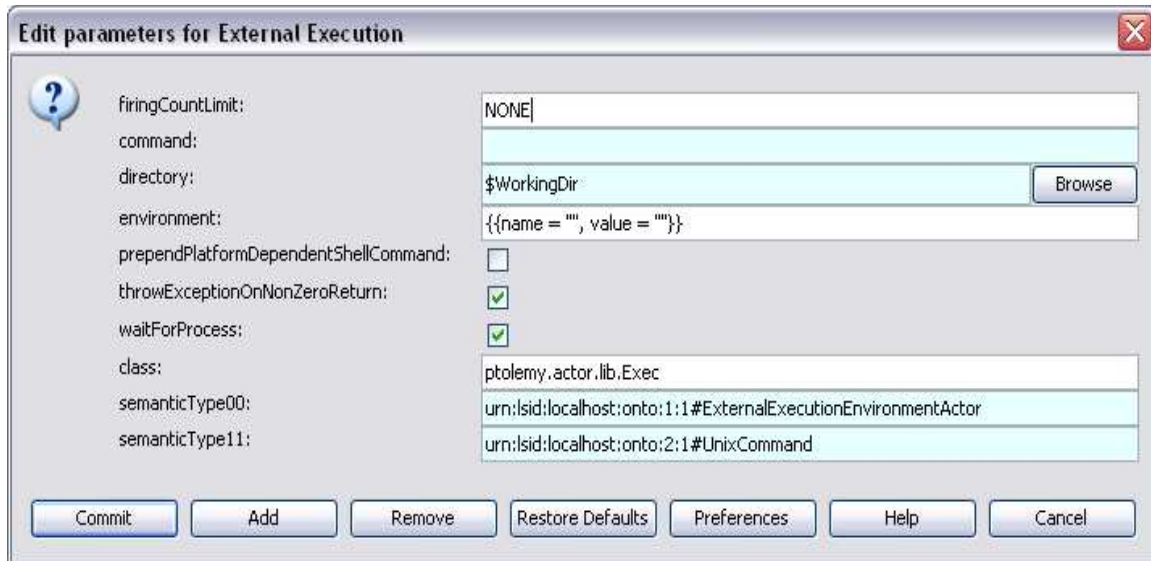 Edit parameters for External Execution
firingCountLimit: NONE
command:
directory: $WorkingDir Browse
environment: {{name = "", value = ""}}
prependPlatformDependentShellCommand:
throwExceptionOnNonZeroReturn:
waitForProcess:
class: ptolemy.actor.lib.Exec
semanticType00: urn:lsid:localhost:onto:1:1#ExternalExecutionEnvironmentActor
semanticType11: urn:lsid:localhost:onto:2:1#UnixCommand
Commit Add Remove Restore Defaults Preferences Help Cancel